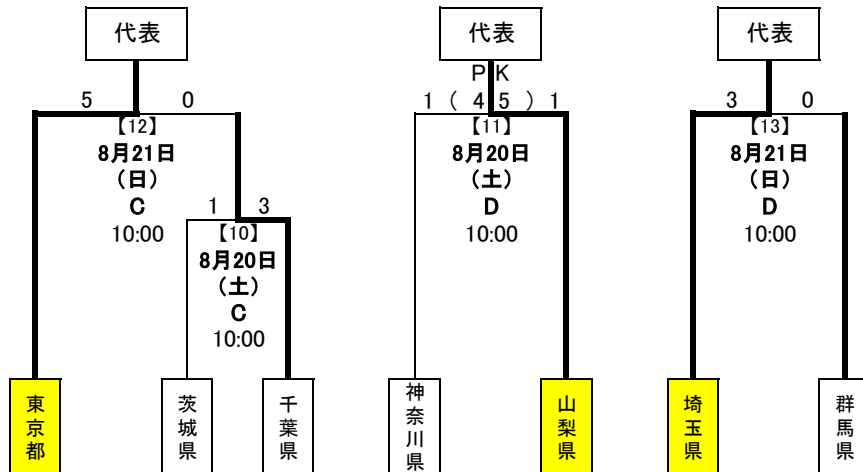 代表
代表
代表
P K
5 0
1 ( 4 5 ) 1
3 0
【12】
8月21日
（日）
C
10:00
【11】
8月20日
（土）
D
10:00
【13】
8月21日
（日）
D
10:00
1 3
【10】
8月20日
（土）
C
10:00
東京都
茨城県
千葉県
神奈川県
山梨県
埼玉県
群馬県